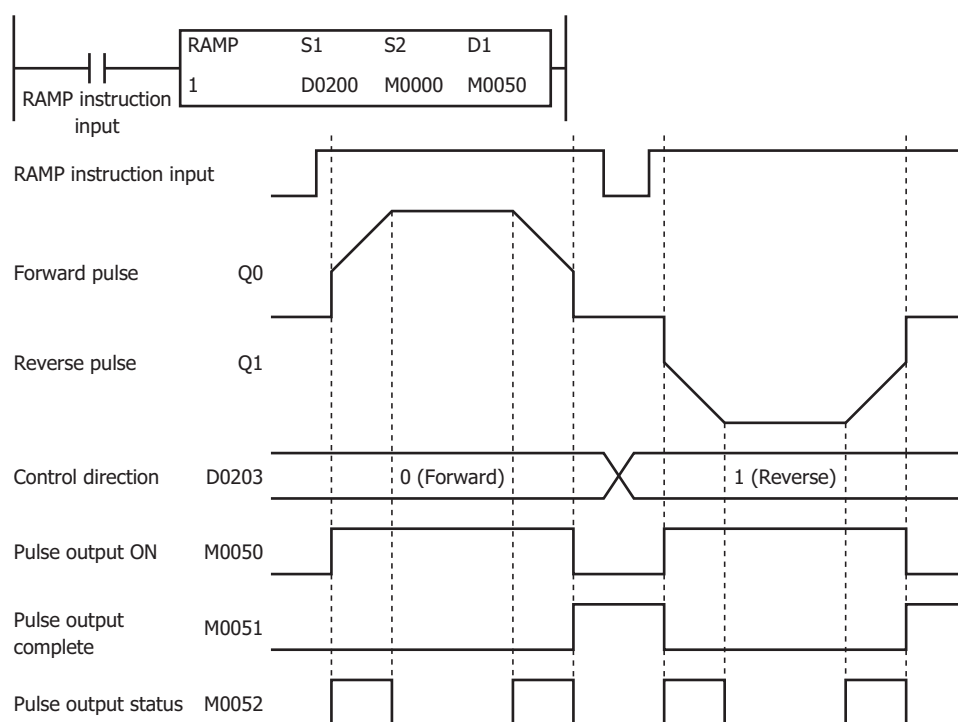 RAMP S1 S2 D1
1 D0200 M0000 M0050
RAMP instruction
input
RAMP instruction input
Forward pulse Q0
Reverse pulse Q1
Control direction D0203 0 (Forward) 1 (Reverse)
Pulse output ON M0050
Pulse output
complete M0051
Pulse output status M0052